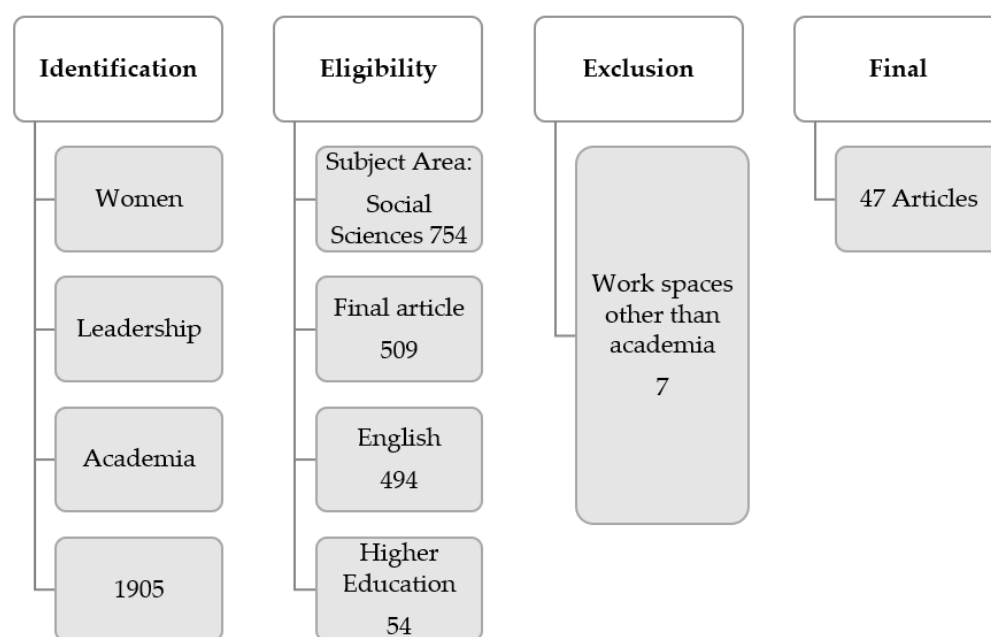 Identification
Women
Leadership
Academia
1905
Eligibility
Subject Area:
Social
Sciences 754
Final article
509
English
494
Higher
Education
54
Exclusion
Work spaces
other than
academia
7
Final
47 Articles